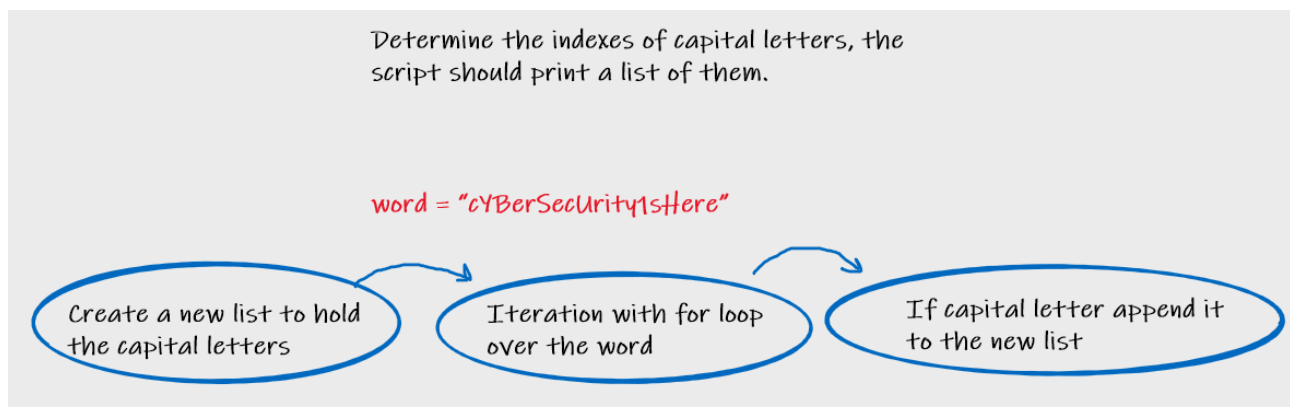 Determine the indexes of capital letters, the
script should print a list of them.
word = "cYBerSecUrity1sHere"
Create a new list to hold
the capital letters
Iteration with for loop
over the word
If capital letter append it
to the new list